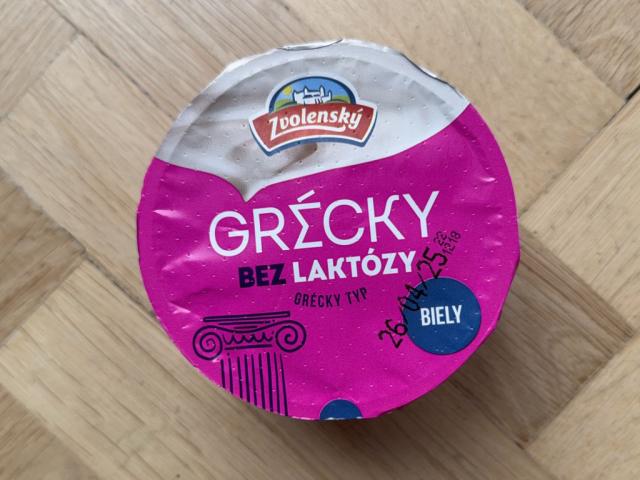 Zvolenský
GRÉCKY
BEZ LAKTÓZY
GRÉCKY TYP
26/04/25
BIELY